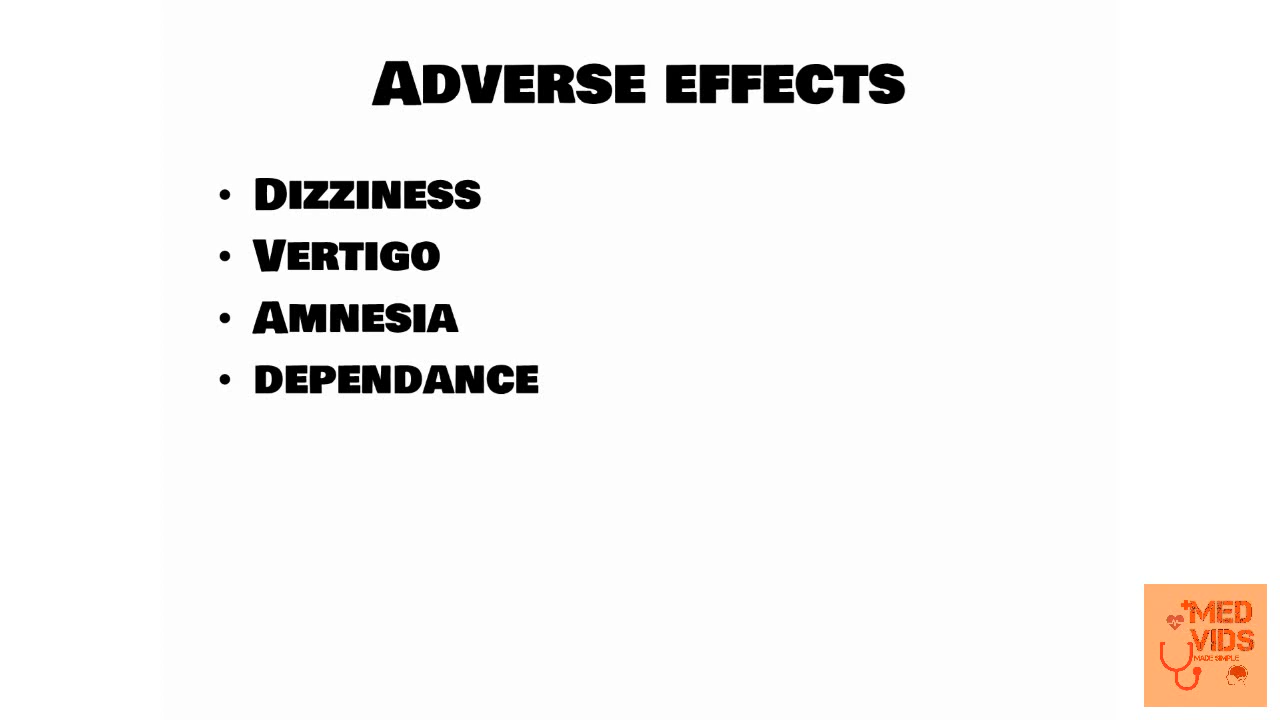 Adverse effects
• Dizziness
• Vertigo
• Amnesia
• dependance
MED
VIDS
MADE SIMPLE